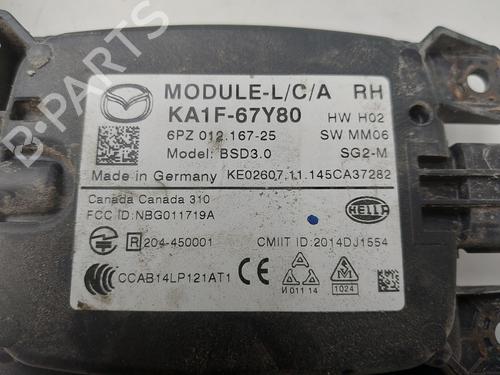 B-PARTS
MODULE-L/C/A RH
KA1F-67Y80 HW H02
6PZ 012.167-25 SW MM06
Model: BSD3.0 SG2-M
Made in Germany KE02607.11.145CA37282
Canada Canada 310
FCC ID:NBG011719A
HELLA
R 204-450001 CMIIT ID: 2014DJ1554
CCAB14LP121AT1 CE И 011 14 1024